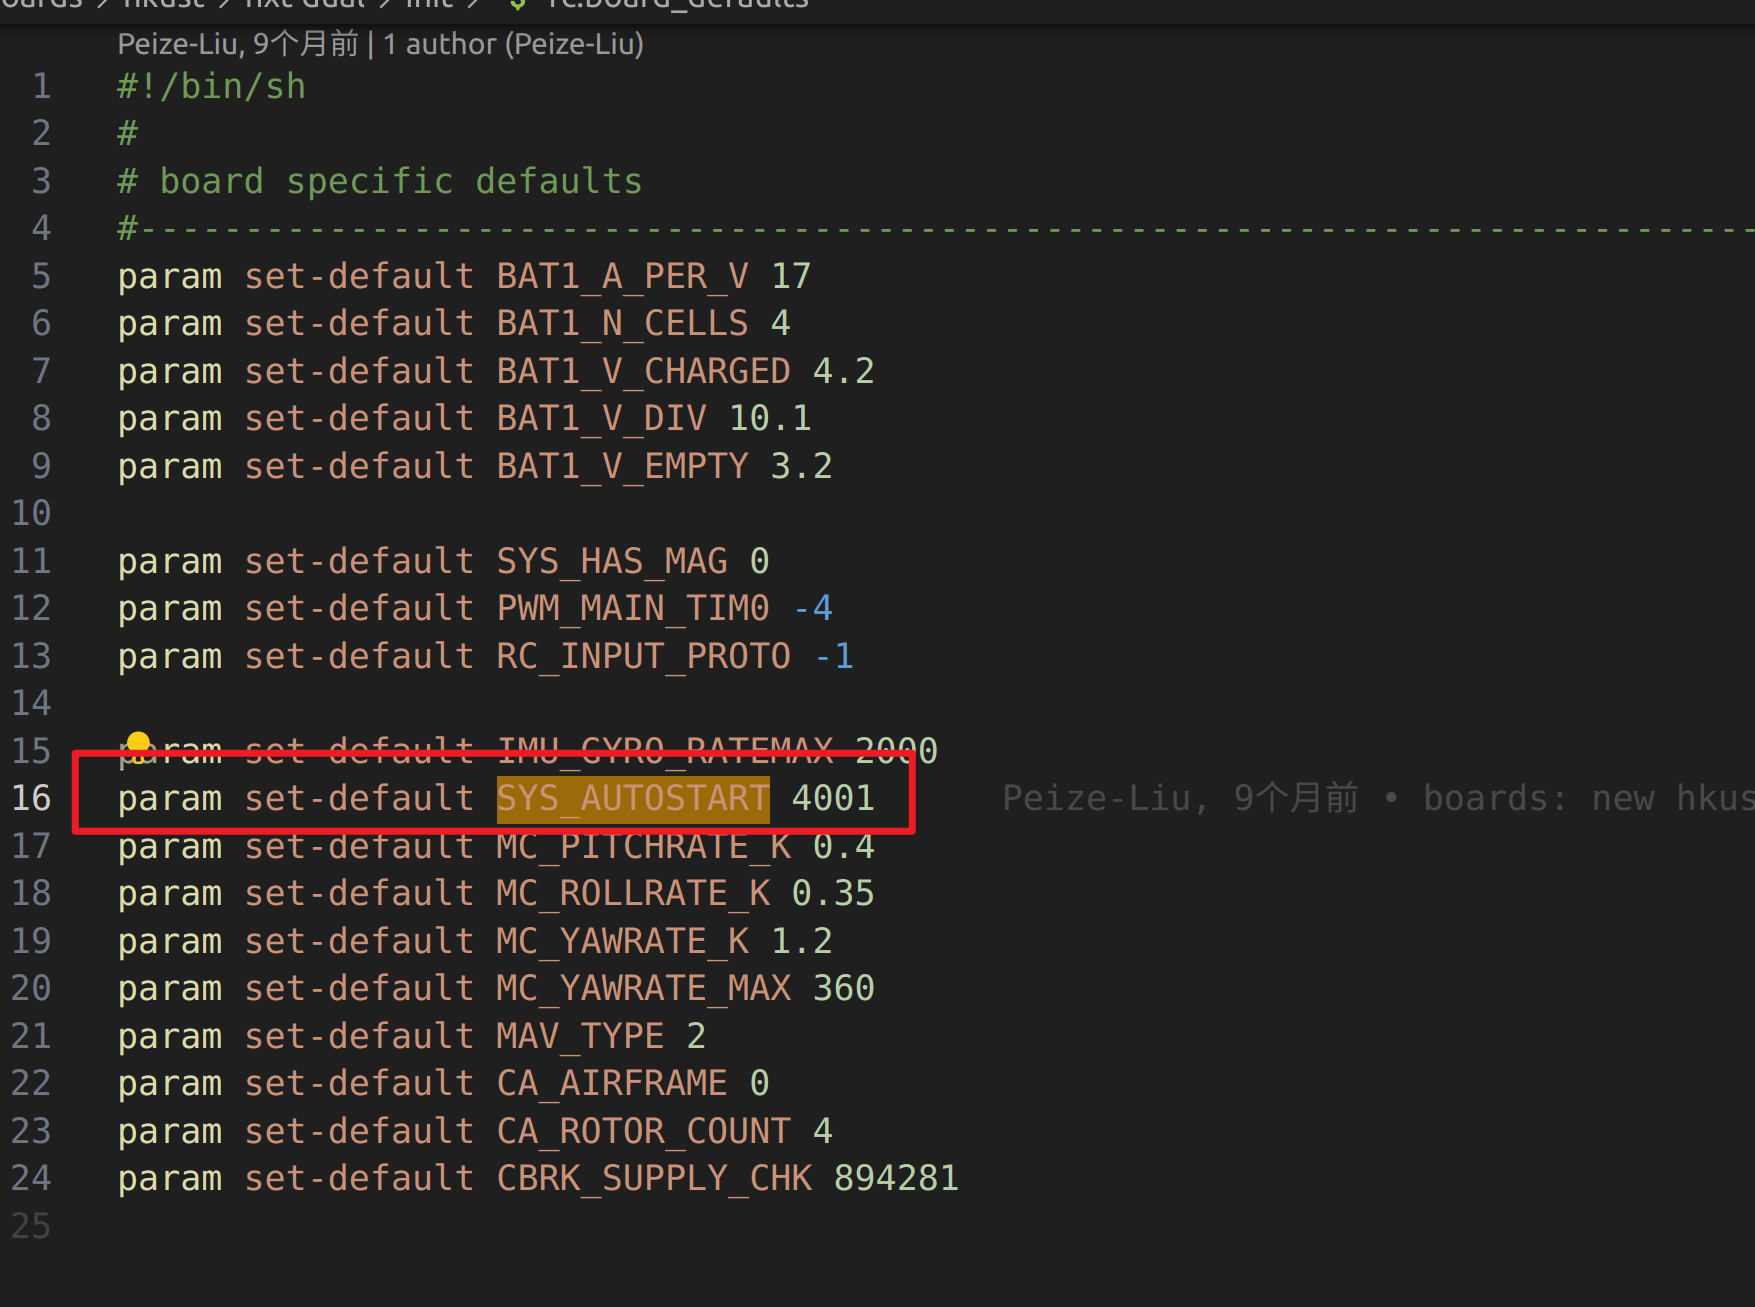 boards > hkust > nxt-dual > init > $ rc.board_defaults
Peize-Liu, 9个月前 | 1 author (Peize-Liu)
1 #!/bin/sh
2 #
3 # board specific defaults
4 #-----------------------------------------------------------------------------
5 param set-default BAT1_A_PER_V 17
6 param set-default BAT1_N_CELLS 4
7 param set-default BAT1_V_CHARGED 4.2
8 param set-default BAT1_V_DIV 10.1
9 param set-default BAT1_V_EMPTY 3.2
10
11 param set-default SYS_HAS_MAG 0
12 param set-default PWM_MAIN_TIM0 -4
13 param set-default RC_INPUT_PROTO -1
14
15 param set-default IMU_GYRO_RATEMAX 2000
16 param set-default SYS_AUTOSTART 4001 Peize-Liu, 9个月前 • boards: new hkus
17 param set-default MC_PITCHRATE_K 0.4
18 param set-default MC_ROLLRATE_K 0.35
19 param set-default MC_YAWRATE_K 1.2
20 param set-default MC_YAWRATE_MAX 360
21 param set-default MAV_TYPE 2
22 param set-default CA_AIRFRAME 0
23 param set-default CA_ROTOR_COUNT 4
24 param set-default CBRK_SUPPLY_CHK 894281
25